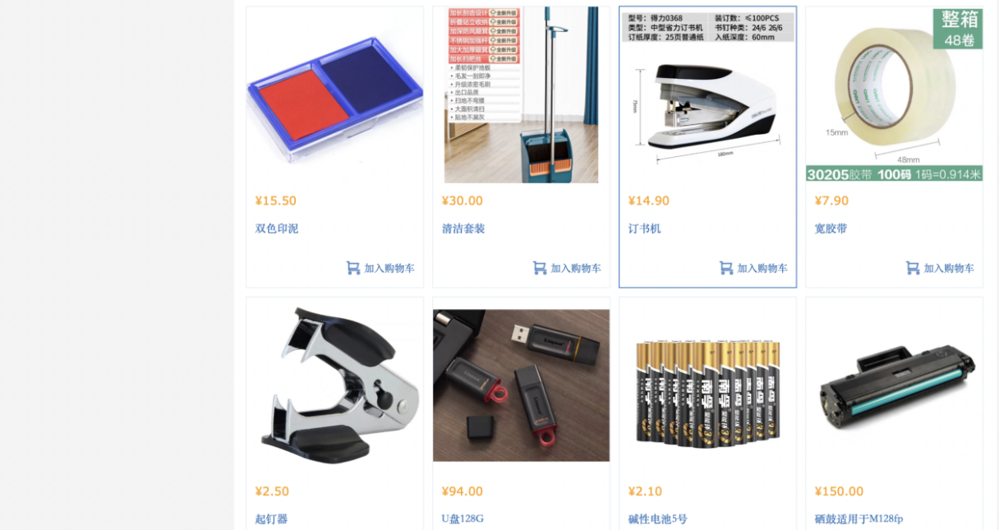 加长刮齿设计 全新升级
折叠站立收纳 全新升级
加深防风簸箕 全新升级
不锈钢加强杆 全新升级
加大加厚簸箕 全新升级
加长扫把丝 全新升级
• 柔韧保护地板
• 毛发一刮即净
• 升级浓密毛刷
• 出口品质
• 扫地不弯腰
• 大面积清扫
• 贴地不漏灰
型号：得力0368
装订数：≤100PCS
类型：中型省力订书机
书钉种类：24/6 26/6
订纸厚度：25页普通纸
入纸深度：60mm
75mm
180mm
整箱
48卷
15mm
48mm
30205胶带 100码 1码=0.914米
¥15.50
¥30.00
¥14.90
¥7.90
双色印泥
清洁套装
订书机
宽胶带
加入购物车
加入购物车
加入购物车
加入购物车
南孚
南孚
¥2.50
¥94.00
¥2.10
¥150.00
起钉器
U盘128G
碱性电池5号
硒鼓适用于M128fp